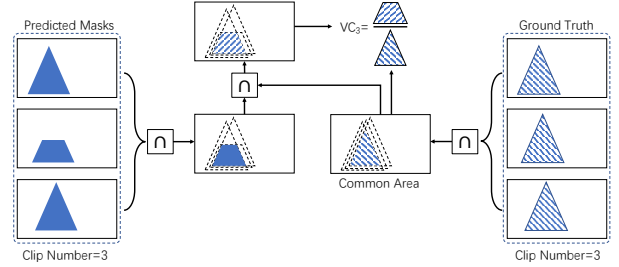 Predicted Masks
VC₃=
Ground Truth
∩
∩
∩
Common Area
Clip Number=3
Clip Number=3